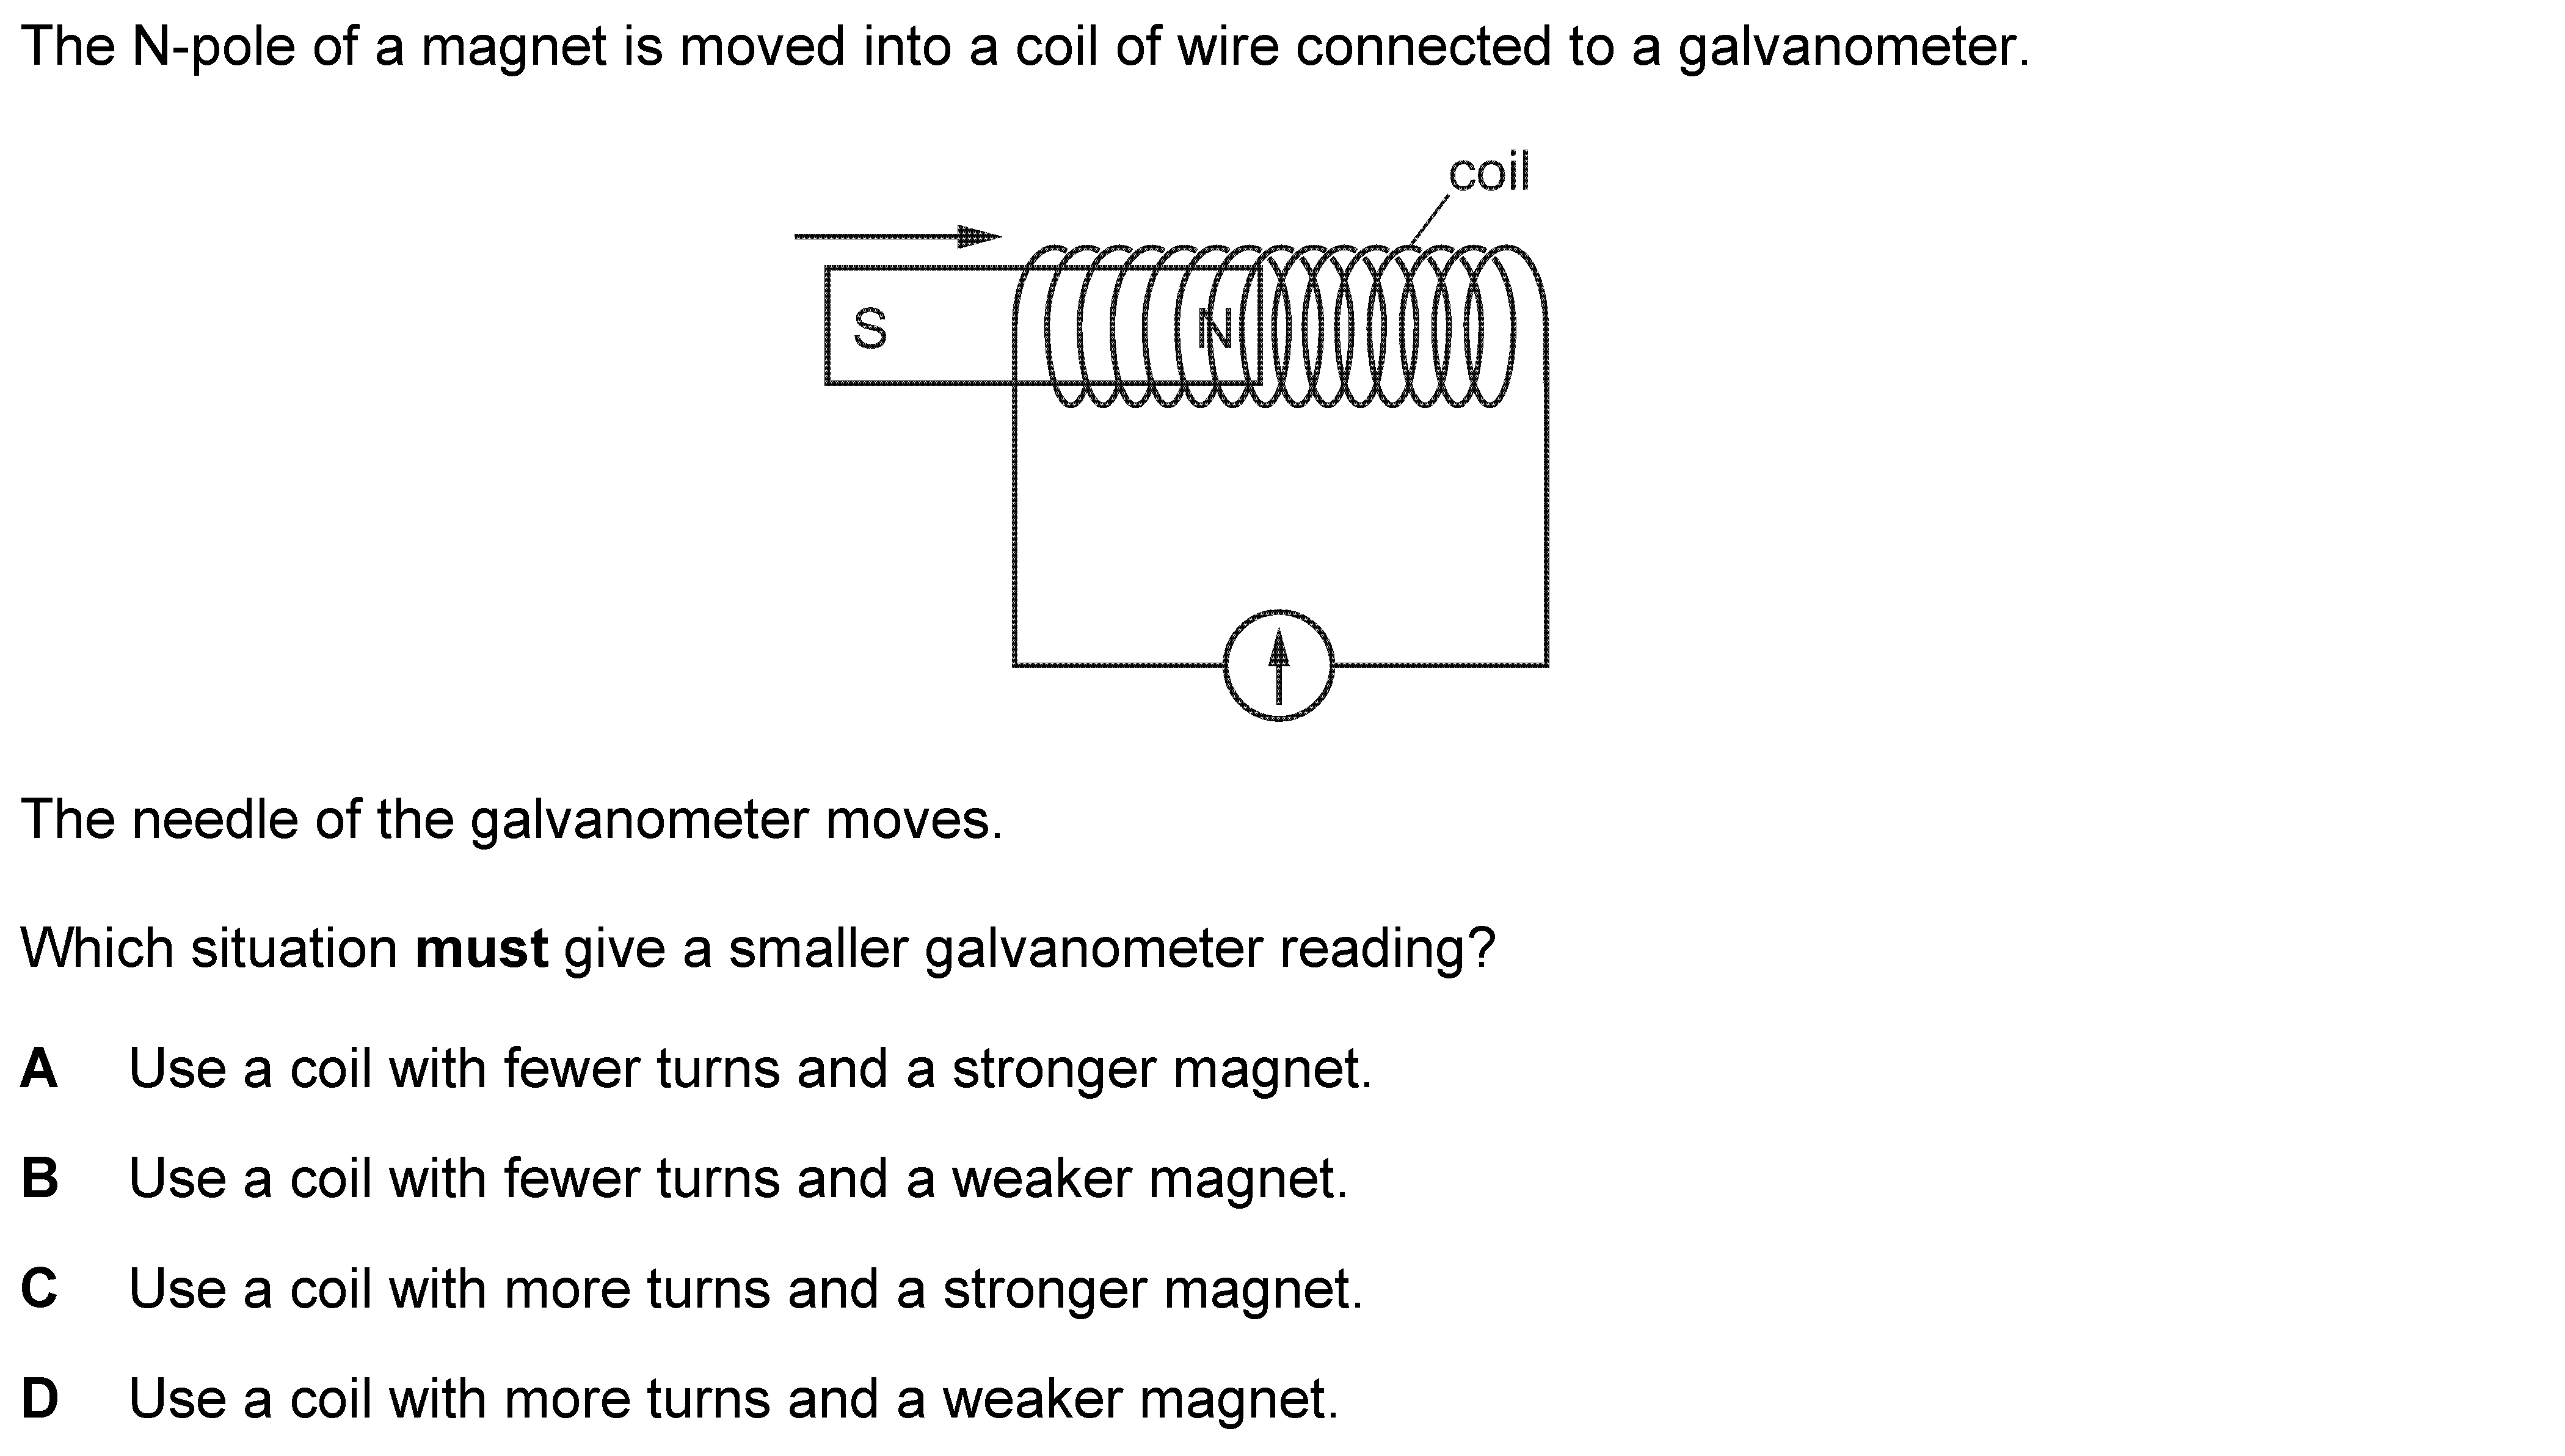 The N-pole of a magnet is moved into a coil of wire connected to a galvanometer.
coil
S
N
The needle of the galvanometer moves.
Which situation must give a smaller galvanometer reading?
A Use a coil with fewer turns and a stronger magnet.
B Use a coil with fewer turns and a weaker magnet.
C Use a coil with more turns and a stronger magnet.
D Use a coil with more turns and a weaker magnet.